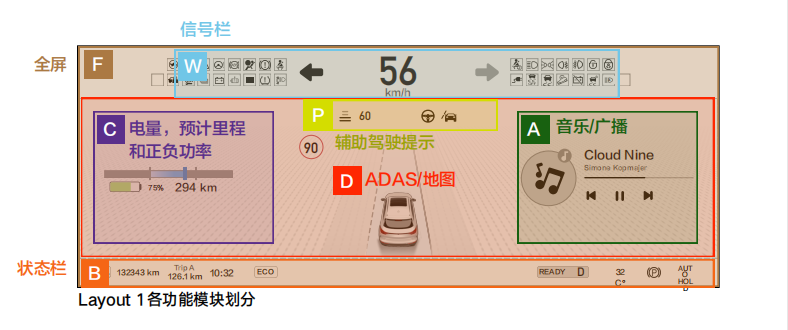 信号栏
全屏
F
W
56
km/h
P
60
C
电量，预计里程
和正负功率
75%
294 km
90
辅助驾驶提示
D
ADAS/地图
A
音乐/广播
Cloud Nine
Simone Kopmajer
状态栏
B
132343 km
Trip A
126.1 km
10:32
ECO
READY D
32
C°
P
AUT
O
HOL
D
Layout 1各功能模块划分